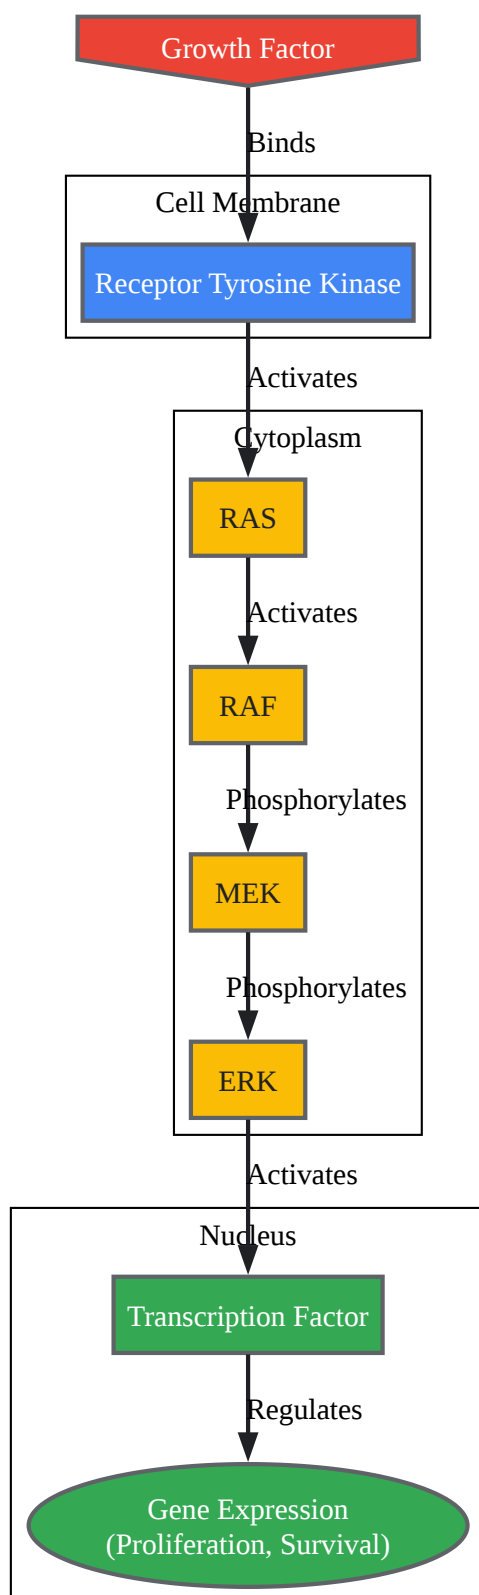 Growth Factor
Binds
Cell Membrane
Receptor Tyrosine Kinase
Activates
Cytoplasm
RAS
Activates
RAF
Phosphorylates
MEK
Phosphorylates
ERK
Activates
Nucleus
Transcription Factor
Regulates
Gene Expression
(Proliferation, Survival)